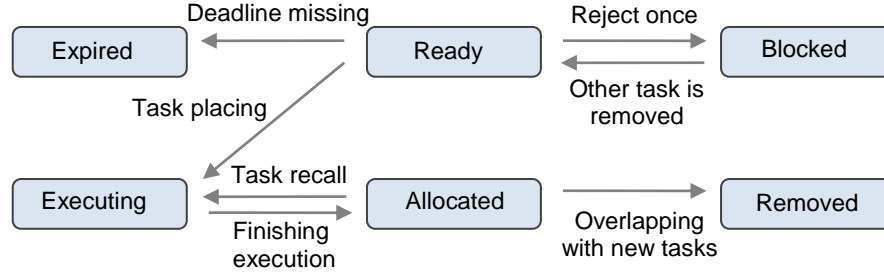 Deadline missing
Reject once
Expired
Ready
Blocked
Task placing
Other task is
removed
Executing
Task recall
Allocated
Removed
Finishing
execution
Overlapping
with new tasks